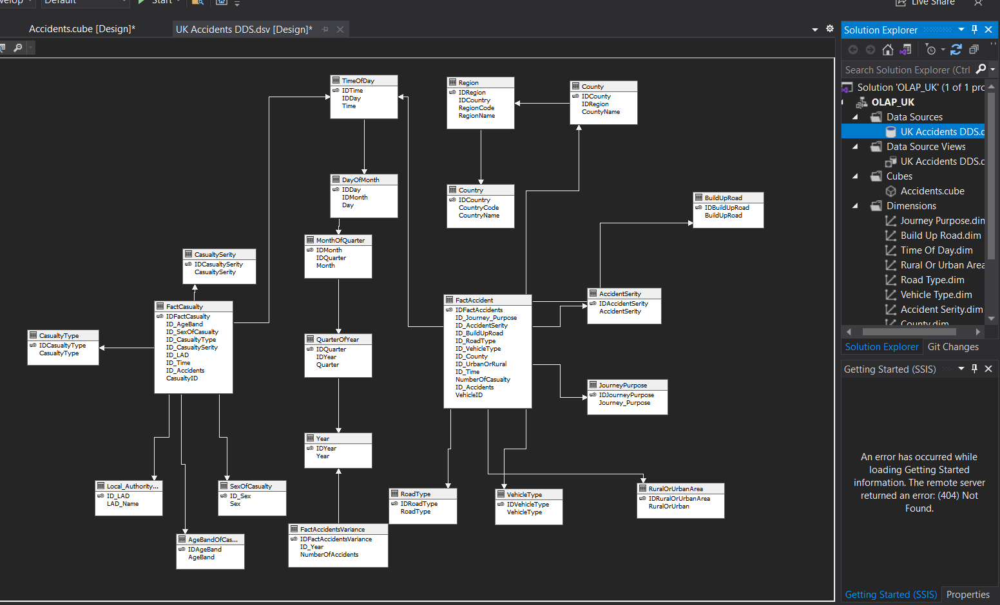 Default
Start
Live Share
Accidents.cube [Design]*
UK Accidents DDS.dsv [Design]*
TimeOfDay
IDTime
IDDay
Time
Region
IDRegion
IDCountry
RegionCode
RegionName
County
IDCounty
IDRegion
CountyName
DayOfMonth
IDDay
IDMonth
Day
Country
IDCountry
CountryCode
CountryName
BuildUpRoad
IDBuildUpRoad
BuildUpRoad
MonthOfQuarter
IDMonth
IDQuarter
Month
CasualtySerity
IDCasualtySerity
CasualtySerity
FactCasualty
IDFactCasualty
ID_AgeBand
ID_SexOfCasualty
ID_CasualtyType
ID_CasualtySerity
ID_LAD
ID_Time
ID_Accidents
CasualtyID
FactAccident
IDFactAccidents
ID_Journey_Purpose
ID_AccidentSerity
ID_BuildUpRoad
ID_RoadType
ID_VehicleType
ID_County
ID_UrbanOrRural
ID_Time
NumberOfCasualty
ID_Accidents
VehicleID
AccidentSerity
IDAccidentSerity
AccidentSerity
CasualtyType
IDCasualtyType
CasualtyType
QuarterOfYear
IDQuarter
IDYear
Quarter
JourneyPurpose
IDJourneyPurpose
Journey_Purpose
Year
IDYear
Year
Local_Authority...
ID_LAD
LAD_Name
SexOfCasualty
ID_Sex
Sex
RoadType
IDRoadType
RoadType
VehicleType
IDVehicleType
VehicleType
RuralOrUrbanArea
IDRuralOrUrbanArea
RuralOrUrban
AgeBandOfCas...
IDAgeBand
AgeBand
FactAccidentsVariance
IDFactAccidentsVariance
ID_Year
NumberOfAccidents
Solution Explorer
Search Solution Explorer (Ctrl
Solution 'OLAP_UK' (1 of 1 pro
OLAP_UK
Data Sources
UK Accidents DDS.d
Data Source Views
UK Accidents DDS.d
Cubes
Accidents.cube
Dimensions
Journey Purpose.dim
Build Up Road.dim
Time Of Day.dim
Rural Or Urban Area
Road Type.dim
Vehicle Type.dim
Accident Serity.dim
County.dim
Solution Explorer
Git Changes
Getting Started (SSIS)
An error has occurred while
loading Getting Started
information. The remote server
returned an error: (404) Not
Found.
Getting Started (SSIS)
Properties